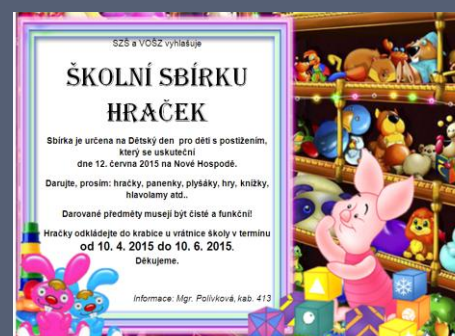 SZŠ a VOŠZ vyhlašuje
ŠKOLNÍ SBÍRKU
HRAČEK
Sbírka je určena na Dětský den pro děti s postižením,
který se uskuteční
dne 12. června 2015 na Nové Hospodě.
Darujte, prosím: hračky, panenky, plyšáky, hry, knížky,
hlavolamy atd..
Darované předměty musejí být čisté a funkční!
Hračky odkládejte do krabice u vrátnice školy v termínu
od 10. 4. 2015 do 10. 6. 2015.
Děkujeme.
Informace: Mgr. Polívková, kab. 413